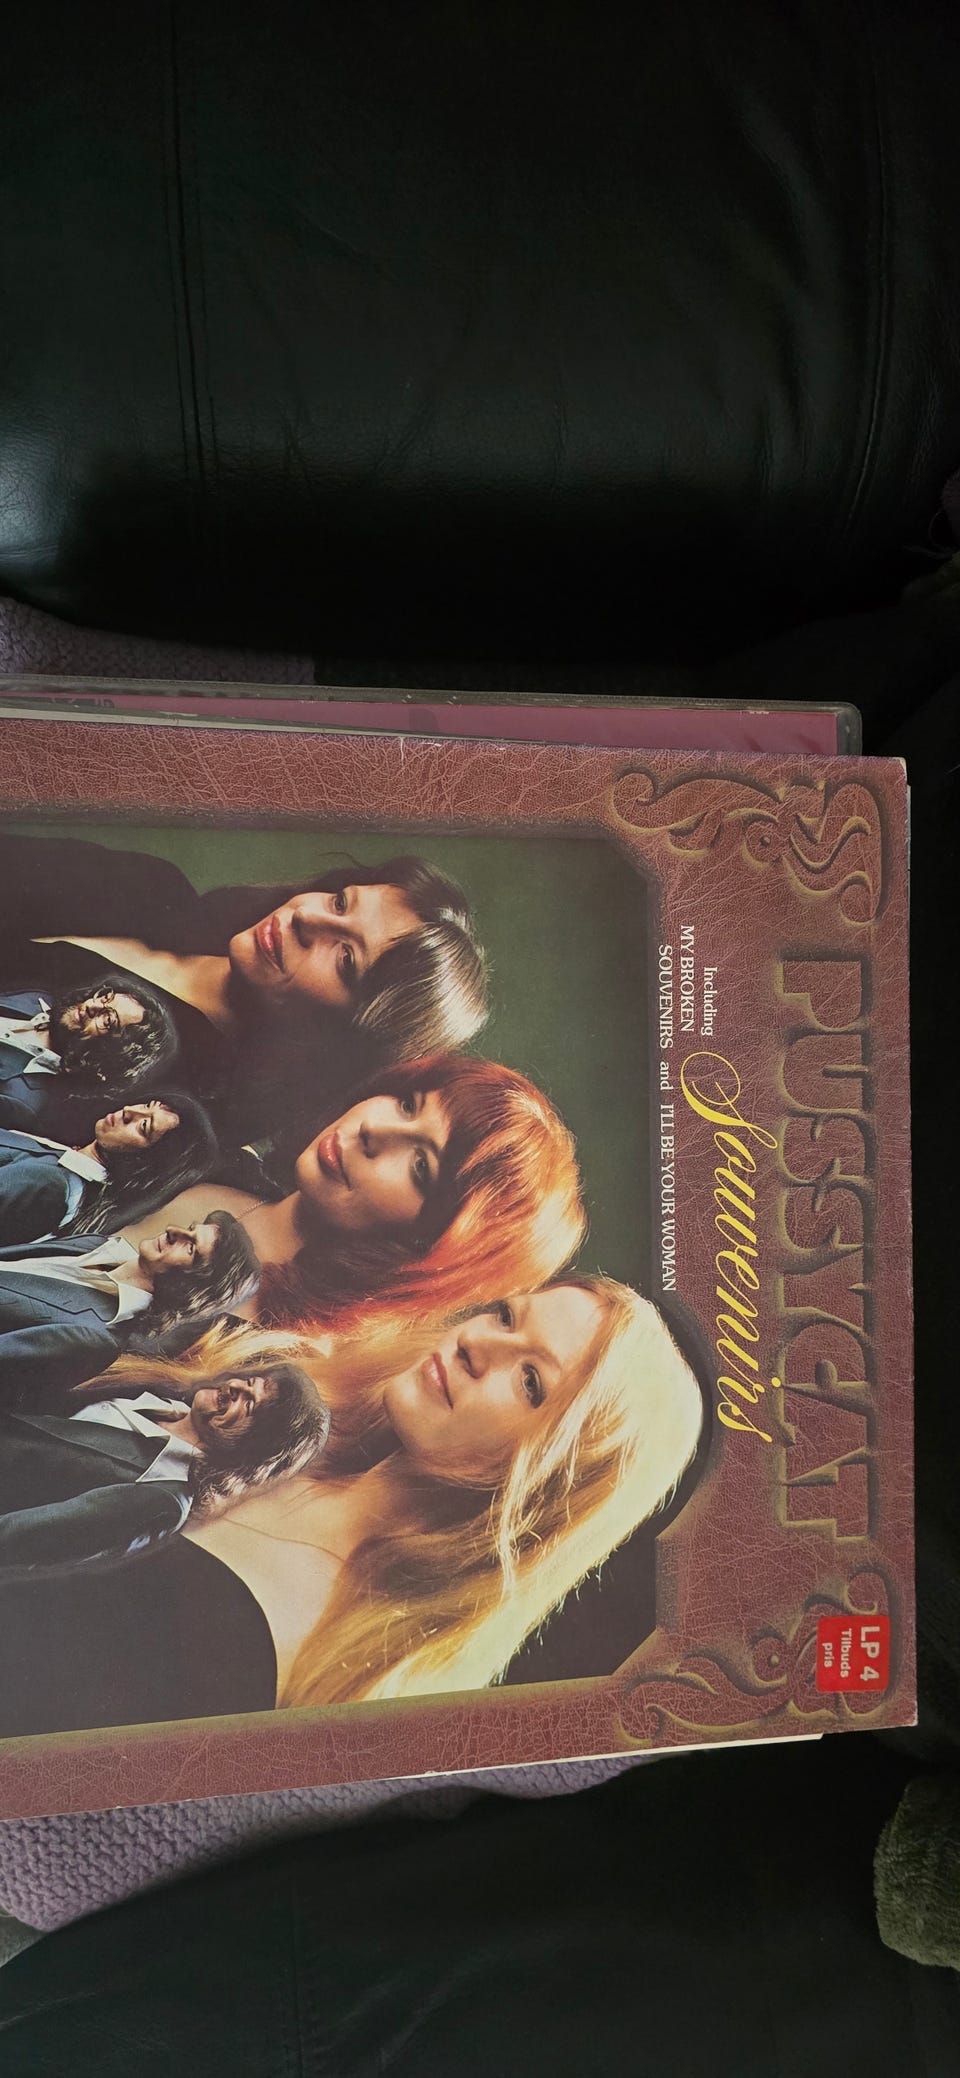 PUSSYCAT
Souvenirs
Including
MY BROKEN
SOUVENIRS and I'LL BE YOUR WOMAN
LP 4
Tilbuds
pris